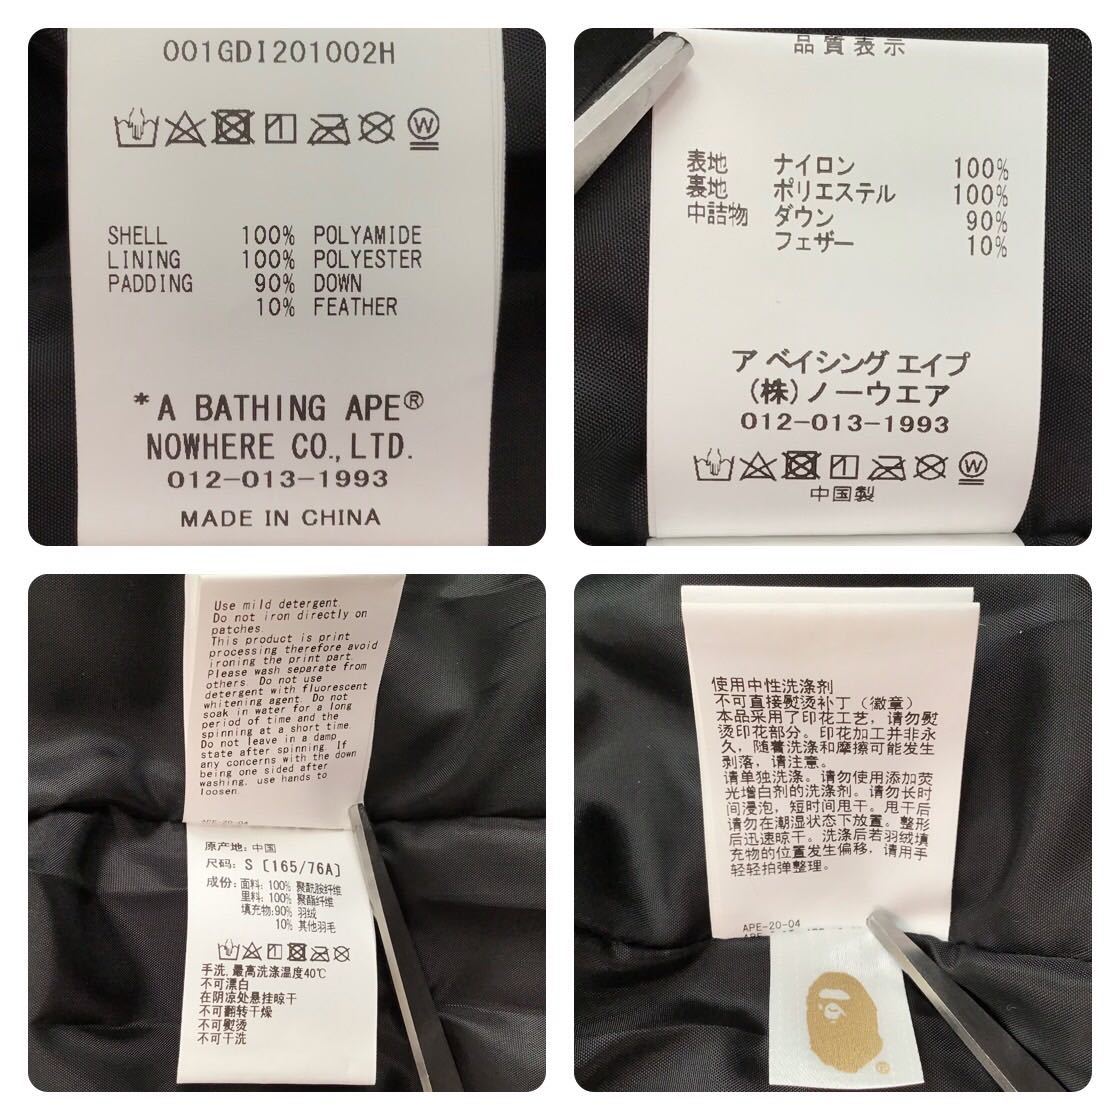 001GDI201002H
W
SHELL 100% POLYAMIDE
LINING 100% POLYESTER
PADDING 90% DOWN
10% FEATHER
*A BATHING APE®
NOWHERE CO.,LTD.
012-013-1993
MADE IN CHINA
品質表示
表地 ナイロン 100%
裏地 ポリエステル 100%
中詰物 ダウン 90%
フェザー 10%
ア ベイシング エイプ
(株)ノーウエア
012-013-1993
W
中国製
Use mild detergent.
Do not iron directly on
patches.
This product is print
processing therefore avoid
ironing the print part.
Please wash separate from
others. Do not use
detergent with fluorescent
whitening agent. Do not
soak in water for a long
period of time and the
spinning at a short time.
Do not leave in a damp
state after spinning. If
any concerns with the down
being one sided after
washing, use hands to
loosen.
APE-20-04
原产地: 中国
尺码: S [165/76A]
成份: 面料: 100% 聚酰胺纤维
里料: 100% 聚酯纤维
填充物: 90% 羽绒
10% 其他羽毛
手洗,最高洗涤温度40℃
不可漂白
在阴凉处悬挂晾干
不可翻转干燥
不可熨烫
不可干洗
使用中性洗涤剂
不可直接熨烫补丁（徽章）
本品采用了印花工艺，请勿熨
烫印花部分。印花加工并非永
久，随着洗涤和摩擦可能发生
剥落，请注意。
请单独洗涤。请勿使用添加荧
光增白剂的洗涤剂。请勿长时
间浸泡，短时间甩干。甩干后
请勿在潮湿状态下放置。整形
后迅速晾干。洗涤后若羽绒填
充物的位置发生偏移，请用手
轻轻拍弹整理。
APE-20-04
®